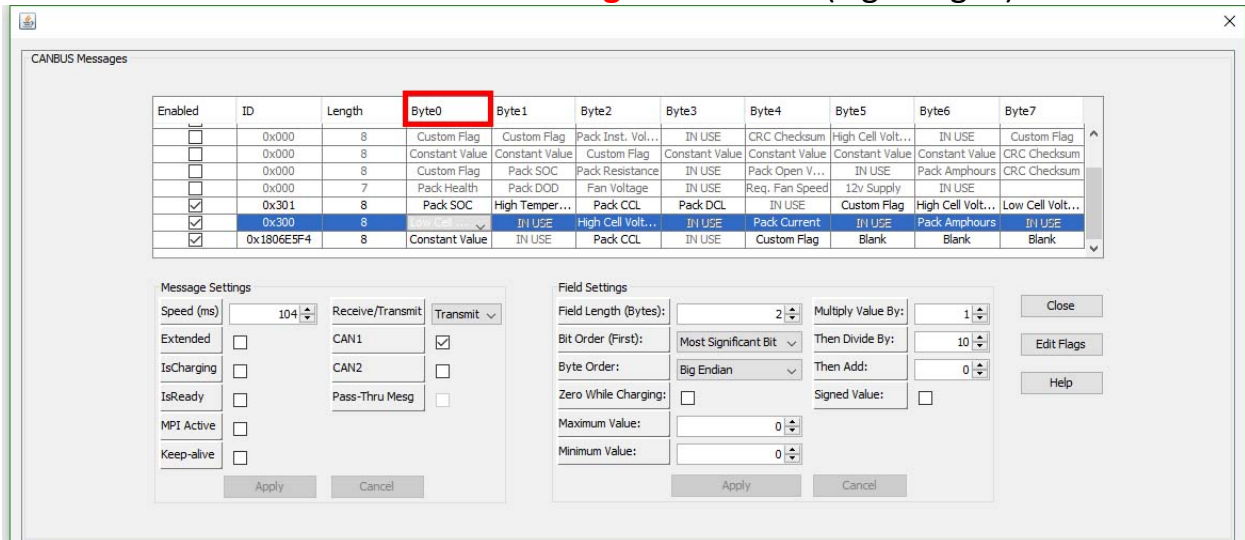 CANBUS Messages
Enabled ID Length Byte0 Byte1 Byte2 Byte3 Byte4 Byte5 Byte6 Byte7
0x000 8 Custom Flag Custom Flag Pack Inst. Vol... IN USE CRC Checksum High Cell Volt... IN USE Custom Flag
0x000 8 Constant Value Constant Value Custom Flag Constant Value Constant Value Constant Value Constant Value CRC Checksum
0x000 8 Custom Flag Pack SOC Pack Resistance IN USE Pack Open V... IN USE Pack Amphours CRC Checksum
0x000 7 Pack Health Pack DOD Fan Voltage IN USE Req. Fan Speed 12v Supply IN USE
0x301 8 Pack SOC High Temper... Pack CCL Pack DCL IN USE Custom Flag High Cell Volt... Low Cell Volt...
0x300 8 Low Cell ... IN USE High Cell Volt... IN USE Pack Current IN USE Pack Amphours IN USE
0x1806E5F4 8 Constant Value IN USE Pack CCL IN USE Custom Flag Blank Blank Blank
Message Settings
Speed (ms) 104 Receive/Transmit Transmit
Extended CAN1
IsCharging CAN2
IsReady Pass-Thru Mesg
MPI Active
Keep-alive
Apply Cancel
Field Settings
Field Length (Bytes): 2 Multiply Value By: 1
Bit Order (First): Most Significant Bit Then Divide By: 10
Byte Order: Big Endian Then Add: 0
Zero While Charging: Signed Value:
Maximum Value: 0
Minimum Value: 0
Apply Cancel
Close
Edit Flags
Help